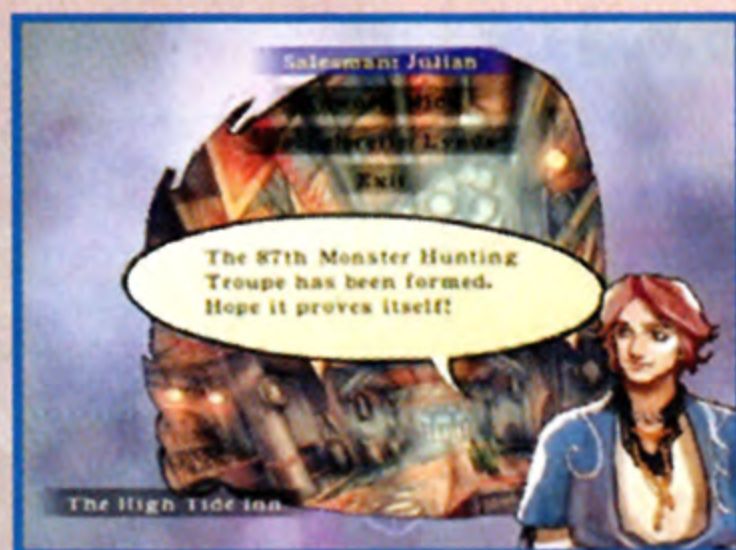 Salesman: Julian
Exit
The 87th Monster Hunting
Troupe has been formed.
Hope it proves itself!
The High Tide Inn